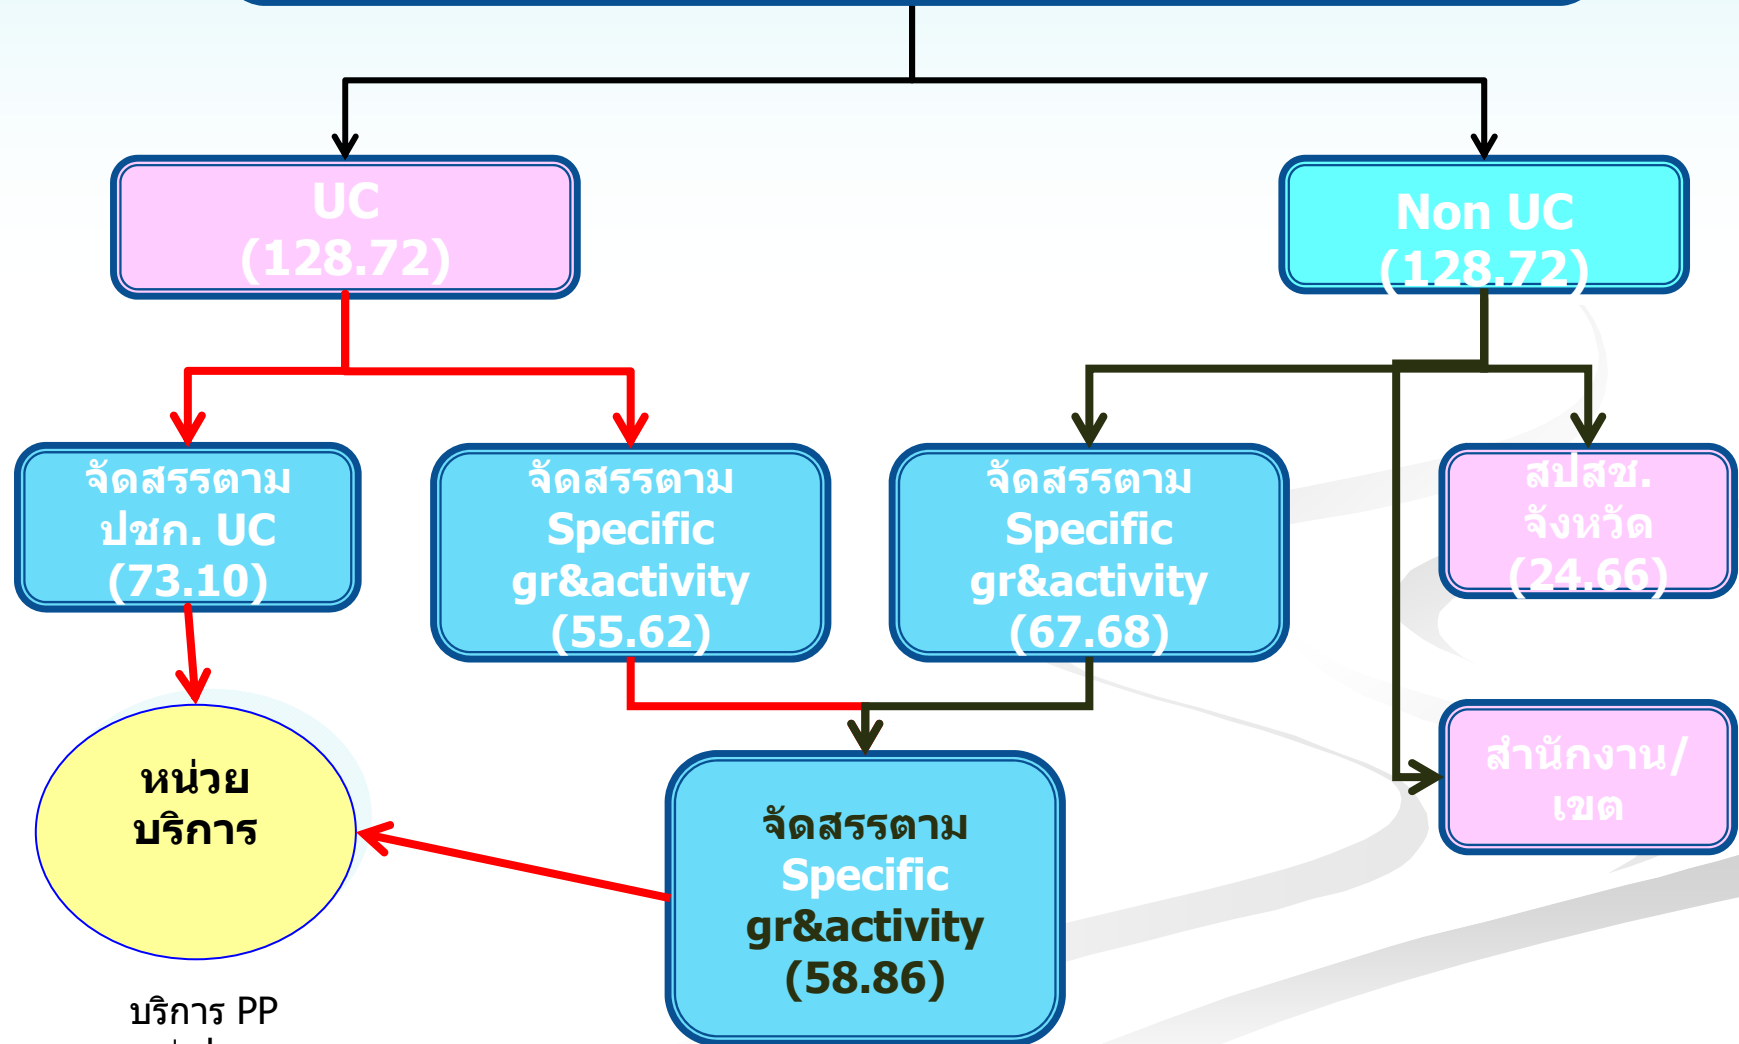 UC
(128.72)
Non UC
(128.72)
จัดสรรตาม
ปชก. UC
(73.10)
จัดสรรตาม
Specific
gr&activity
(55.62)
จัดสรรตาม
Specific
gr&activity
(67.68)
สปสช.
จังหวัด
(24.66)
หน่วย
บริการ
จัดสรรตาม
Specific
gr&activity
(58.86)
สำนักงาน/
เขต
บริการ PP